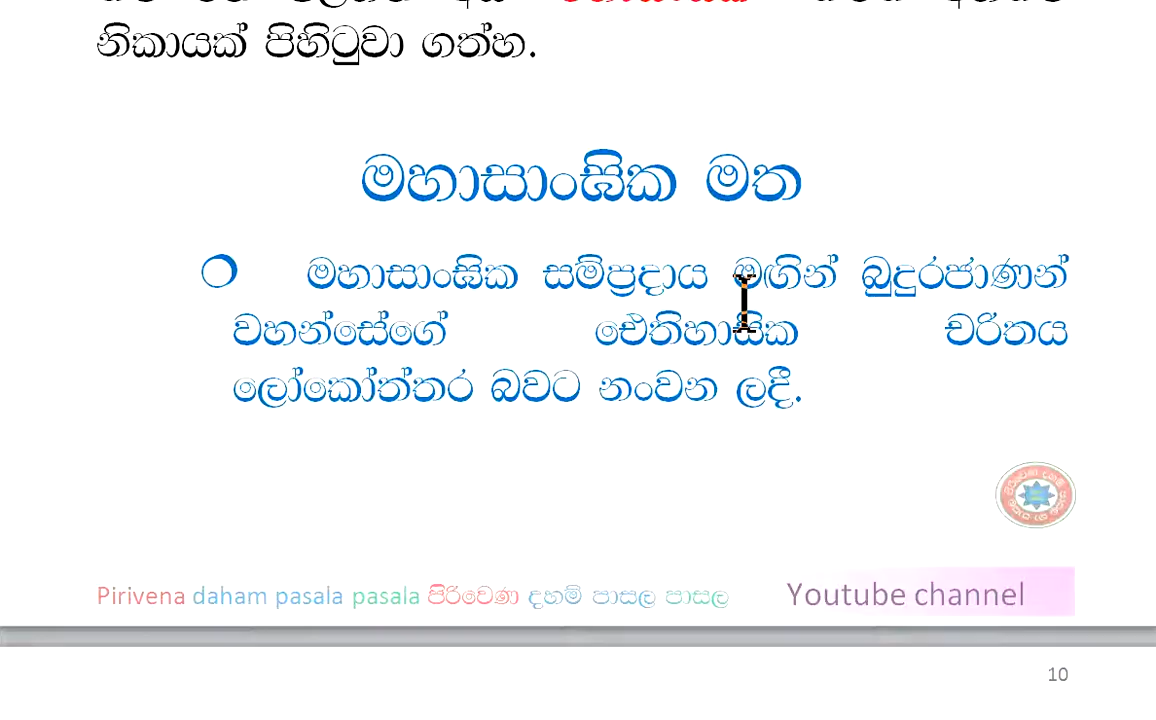 නිකායක් පිහිටුවා ගත්හ.
මහාසාංඝික මත
මහාසාංඝික සම්ප්‍රදාය මඟින් බුදුරජාණන්
වහන්සේගේ ඓතිහාසික චරිතය
ලෝකෝත්තර බවට නංවන ලදී.
Pirivena daham pasala pasala පිරිවෙණ දහම් පාසල පාසල
Youtube channel
10